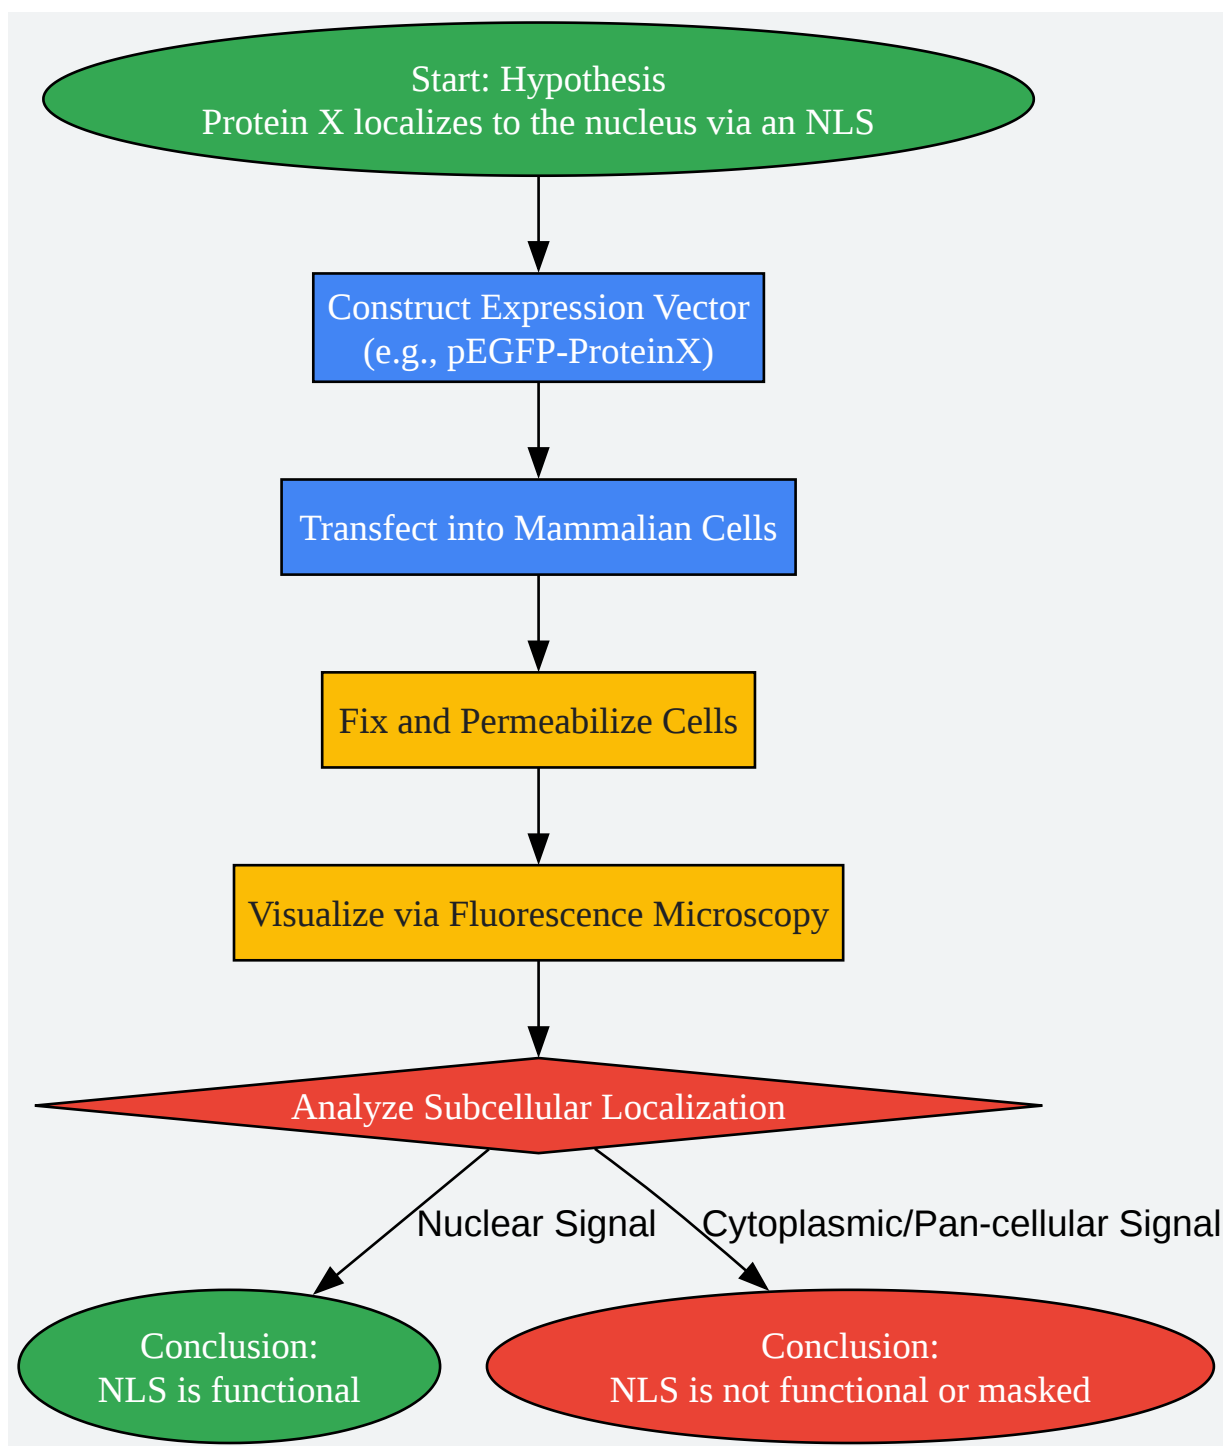 Start: Hypothesis
Protein X localizes to the nucleus via an NLS
Construct Expression Vector
(e.g., pEGFP-ProteinX)
Transfect into Mammalian Cells
Fix and Permeabilize Cells
Visualize via Fluorescence Microscopy
Analyze Subcellular Localization
Nuclear Signal
Cytoplasmic/Pan-cellular Signal
Conclusion:
NLS is functional
Conclusion:
NLS is not functional or masked